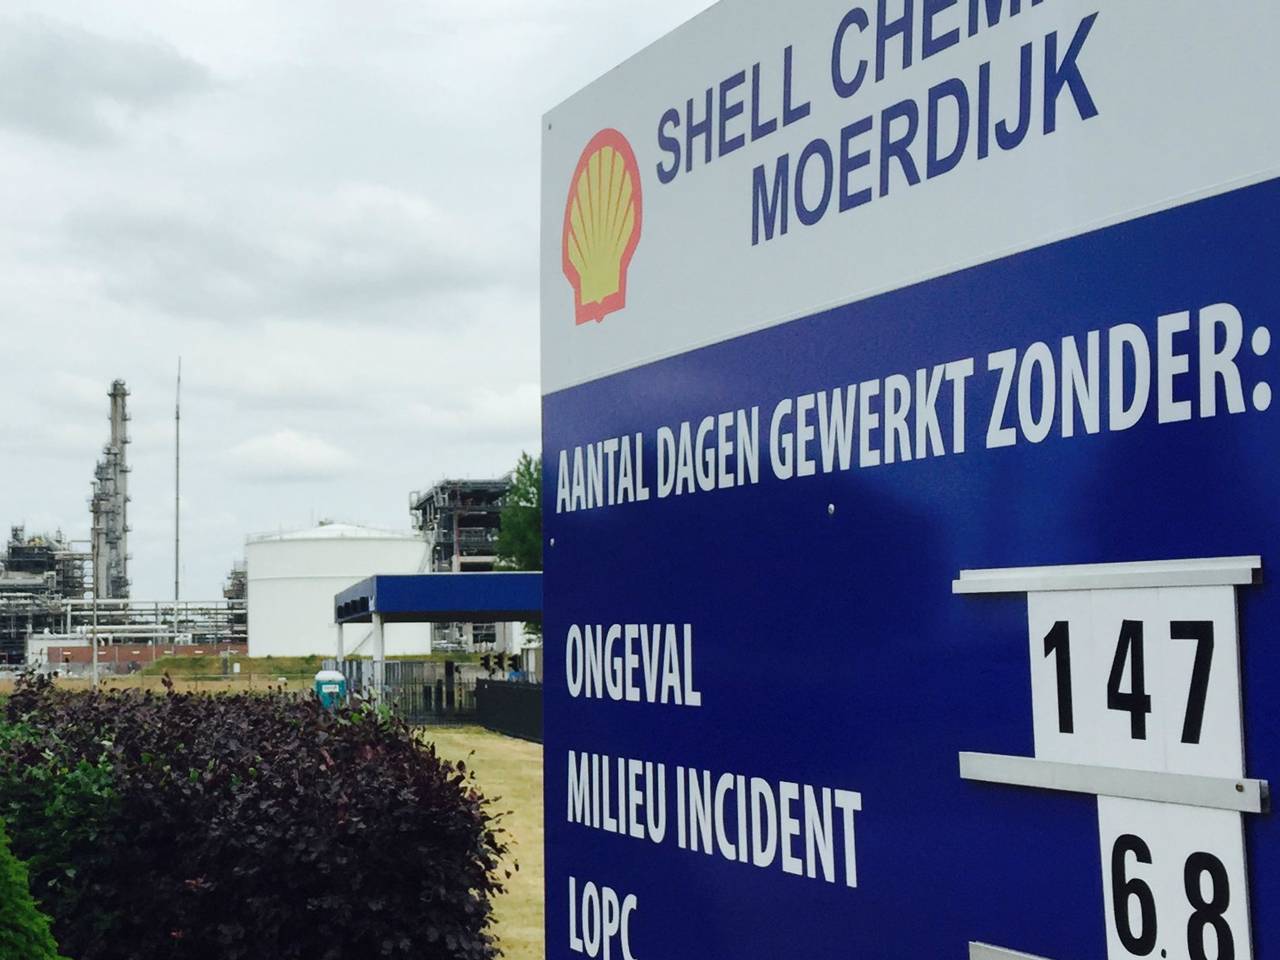 SHELL CHEM
MOERDIJK
AANTAL DAGEN GEWERKT ZONDER:
ONGEVAL 147
MILIEU INCIDENT 6.8
LOPC